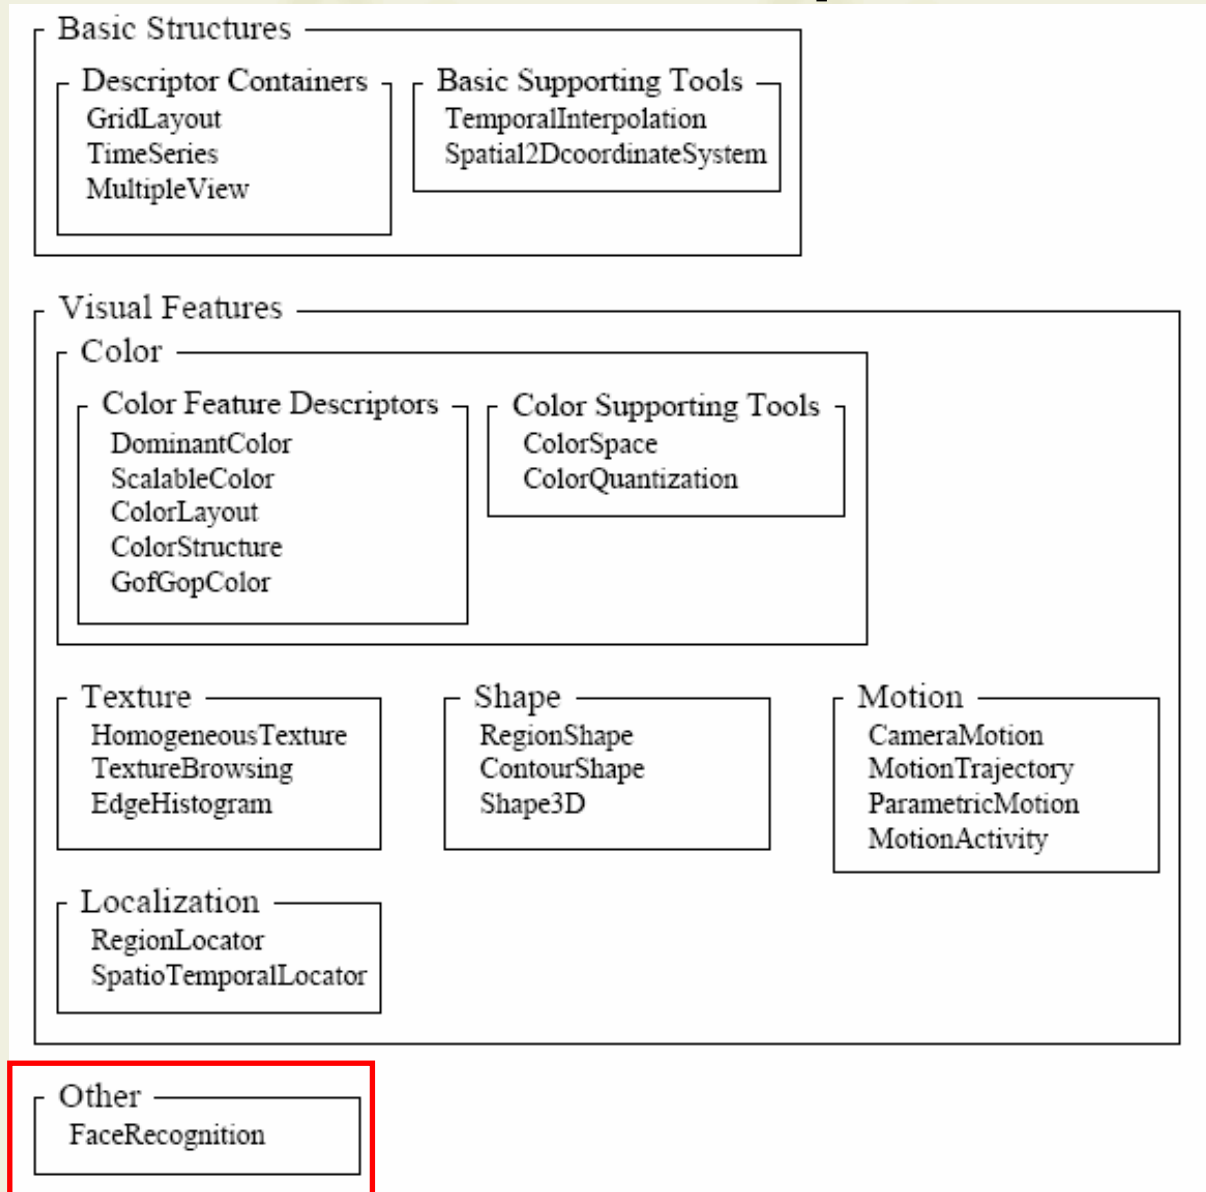 Basic Structures
Descriptor Containers
GridLayout
TimeSeries
MultipleView
Basic Supporting Tools
TemporalInterpolation
Spatial2DcoordinateSystem
Visual Features
Color
Color Feature Descriptors
DominantColor
ScalableColor
ColorLayout
ColorStructure
GofGopColor
Color Supporting Tools
ColorSpace
ColorQuantization
Texture
HomogeneousTexture
TextureBrowsing
EdgeHistogram
Shape
RegionShape
ContourShape
Shape3D
Motion
CameraMotion
MotionTrajectory
ParametricMotion
MotionActivity
Localization
RegionLocator
SpatioTemporalLocator
Other
FaceRecognition